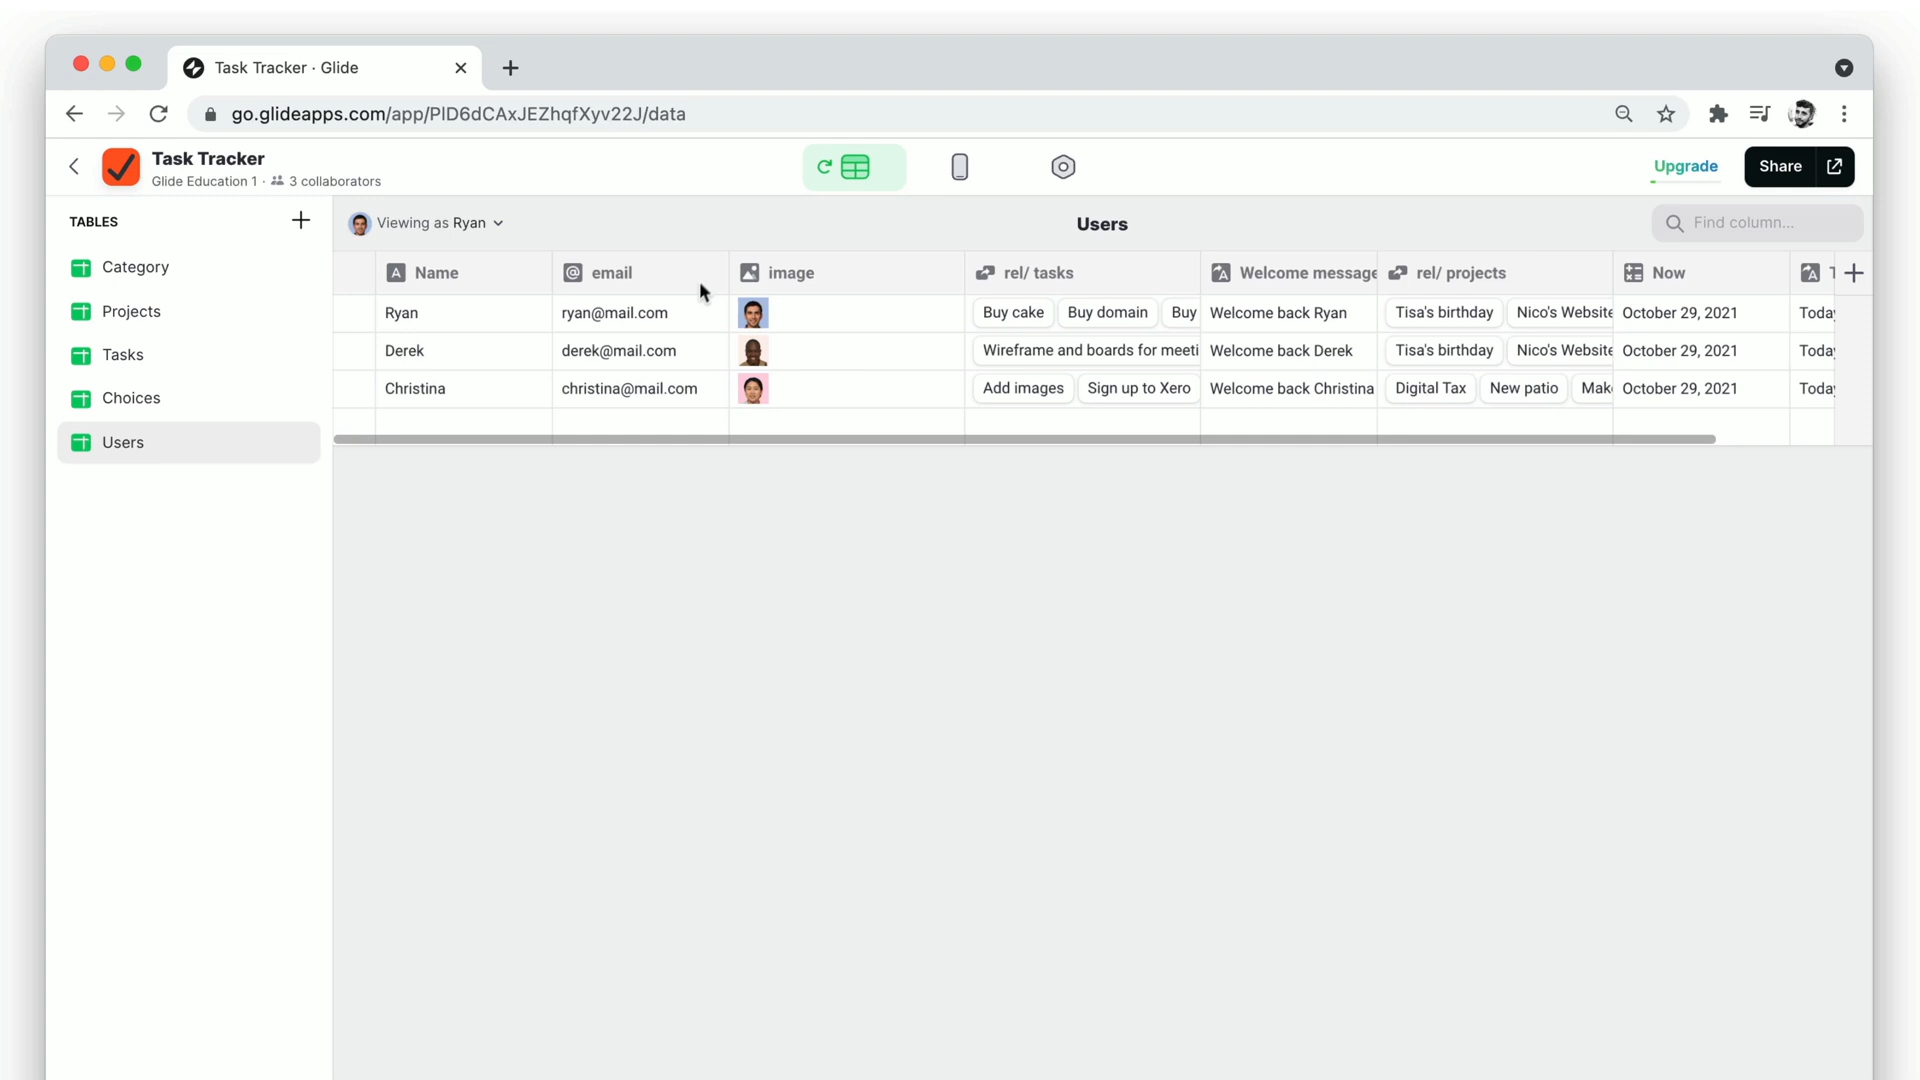 Task Tracker · Glide
go.glideapps.com/app/PlD6dCAxJEZhqfXyv22J/data
Task Tracker
Glide Education 1 · 3 collaborators
Upgrade
Share
TABLES
Category
Projects
Tasks
Choices
Users
Viewing as Ryan
Users
Find column...
Name email image rel/ tasks Welcome message rel/ projects Now T
Ryan ryan@mail.com Buy cake Buy domain Buy Welcome back Ryan Tisa's birthday Nico's Website October 29, 2021 Today
Derek derek@mail.com Wireframe and boards for meeti Welcome back Derek Tisa's birthday Nico's Website October 29, 2021 Today
Christina christina@mail.com Add images Sign up to Xero Welcome back Christina Digital Tax New patio Make October 29, 2021 Today